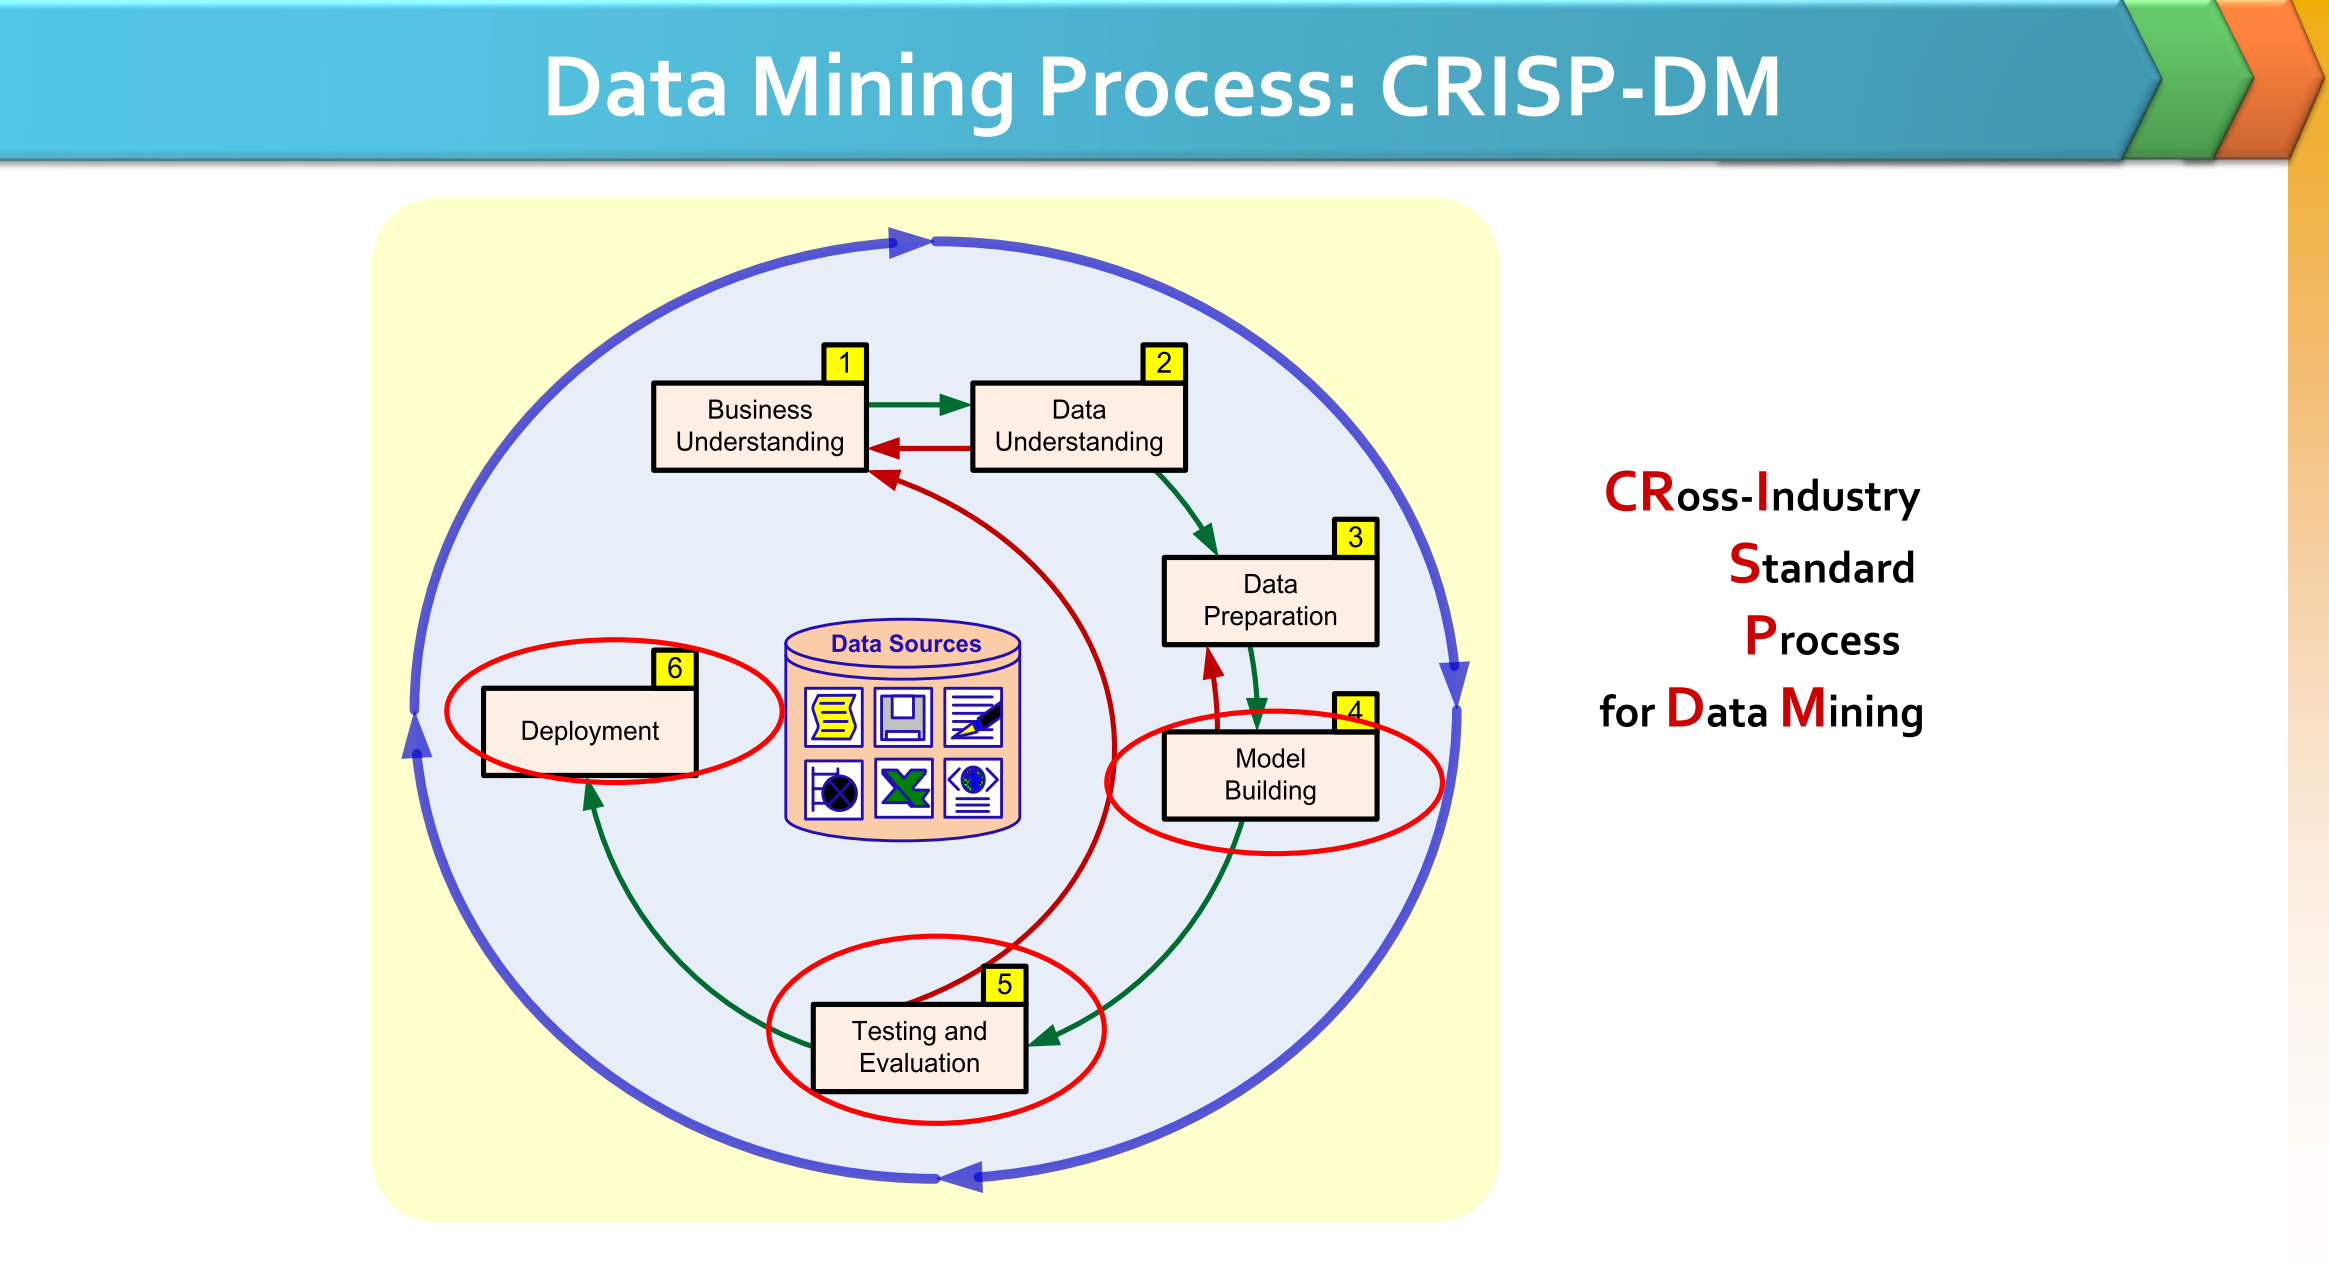 Data Mining Process: CRISP-DM
1
Business
Understanding
2
Data
Understanding
3
Data
Preparation
4
Model
Building
5
Testing and
Evaluation
6
Deployment
Data Sources
CRoss-Industry
Standard
Process
for Data Mining